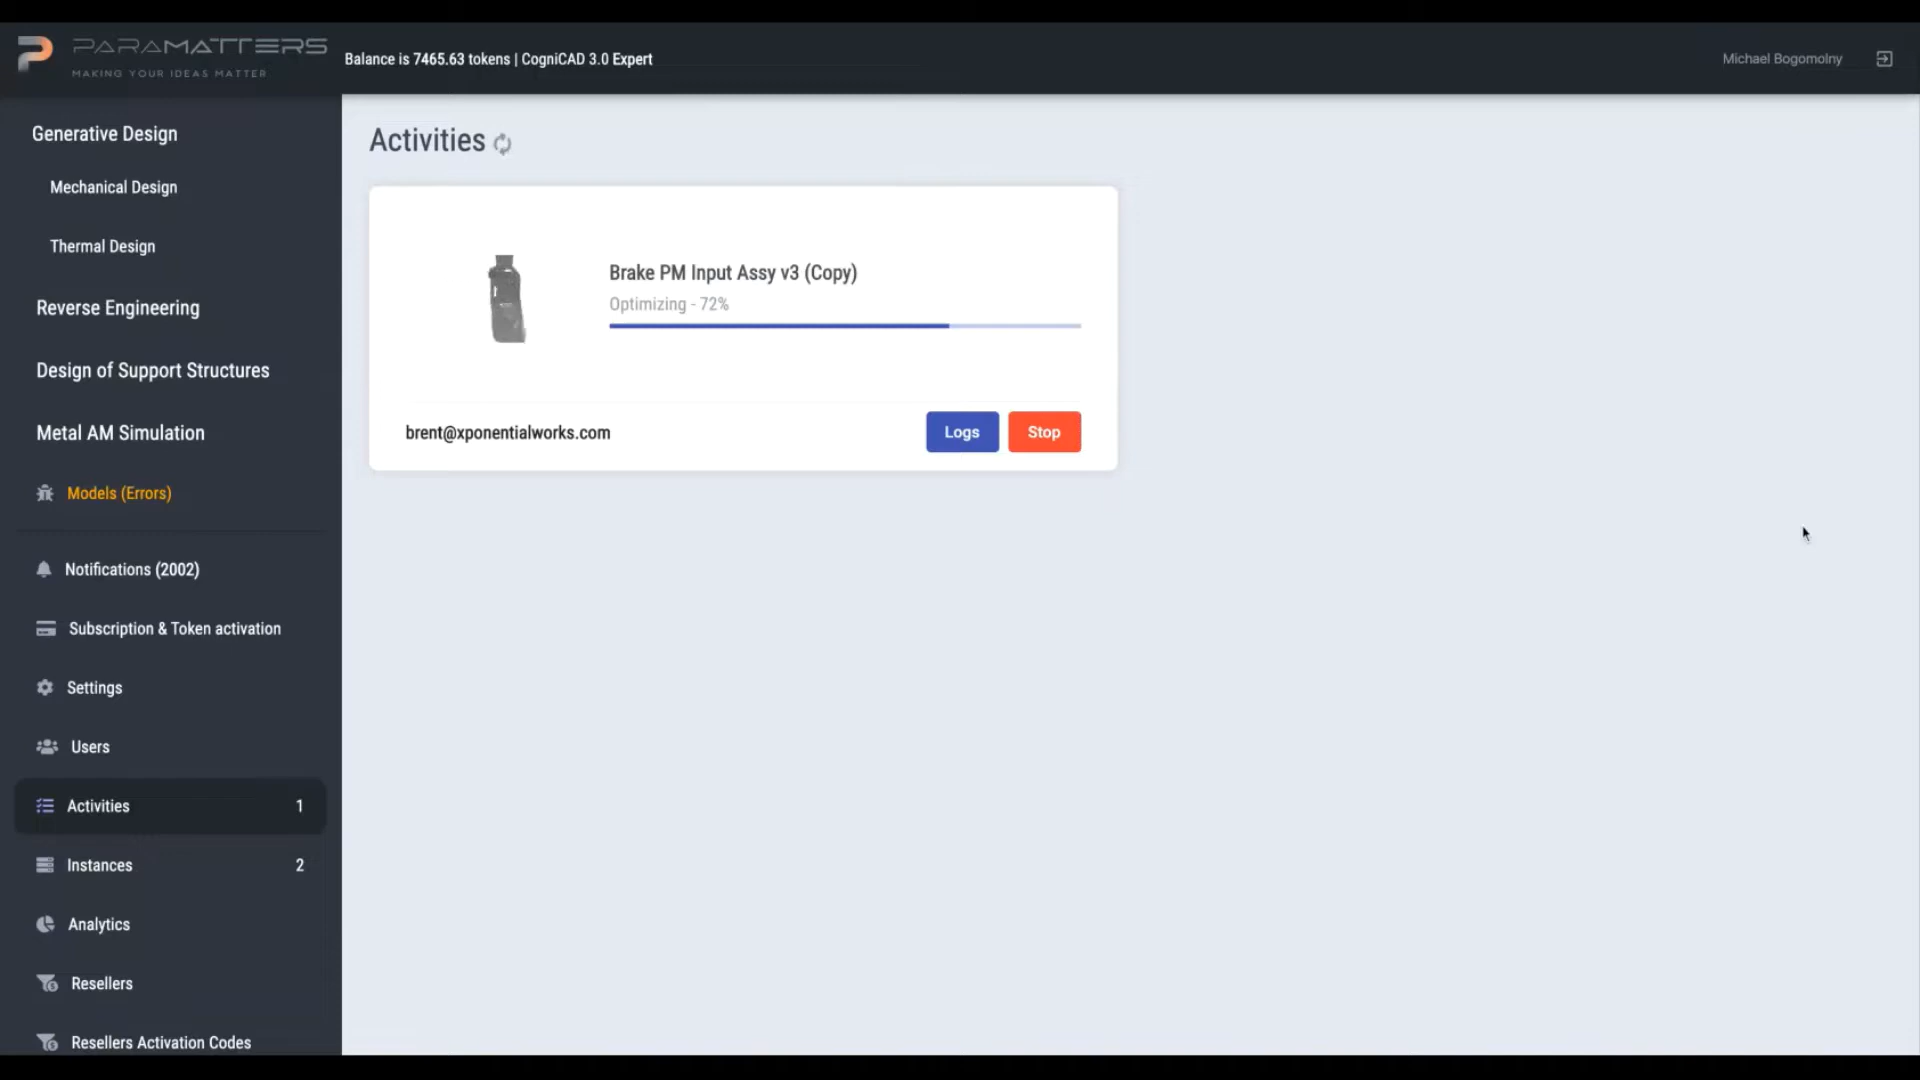 PARAMATTERS
MAKING YOUR IDEAS MATTER
Balance is 7465.63 tokens | CogniCAD 3.0 Expert
Michael Bogomolny
Generative Design
Mechanical Design
Thermal Design
Reverse Engineering
Design of Support Structures
Metal AM Simulation
Models (Errors)
Notifications (2002)
Subscription & Token activation
Settings
Users
Activities 1
Instances 2
Analytics
Resellers
Resellers Activation Codes
Activities
Brake PM Input Assy v3 (Copy)
Optimizing - 72%
brent@xponentialworks.com
Logs
Stop